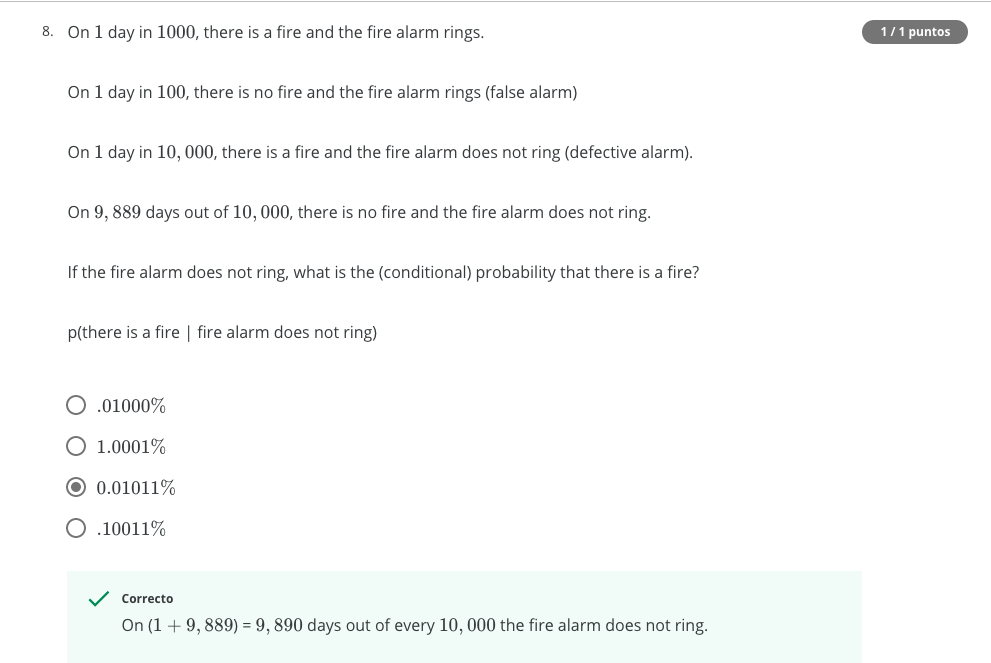 8. On 1 day in 1000, there is a fire and the fire alarm rings.
1 / 1 puntos
On 1 day in 100, there is no fire and the fire alarm rings (false alarm)
On 1 day in 10, 000, there is a fire and the fire alarm does not ring (defective alarm).
On 9, 889 days out of 10, 000, there is no fire and the fire alarm does not ring.
If the fire alarm does not ring, what is the (conditional) probability that there is a fire?
p(there is a fire | fire alarm does not ring)
.01000%
1.0001%
0.01011%
.10011%
Correcto
On (1 + 9, 889) = 9, 890 days out of every 10, 000 the fire alarm does not ring.